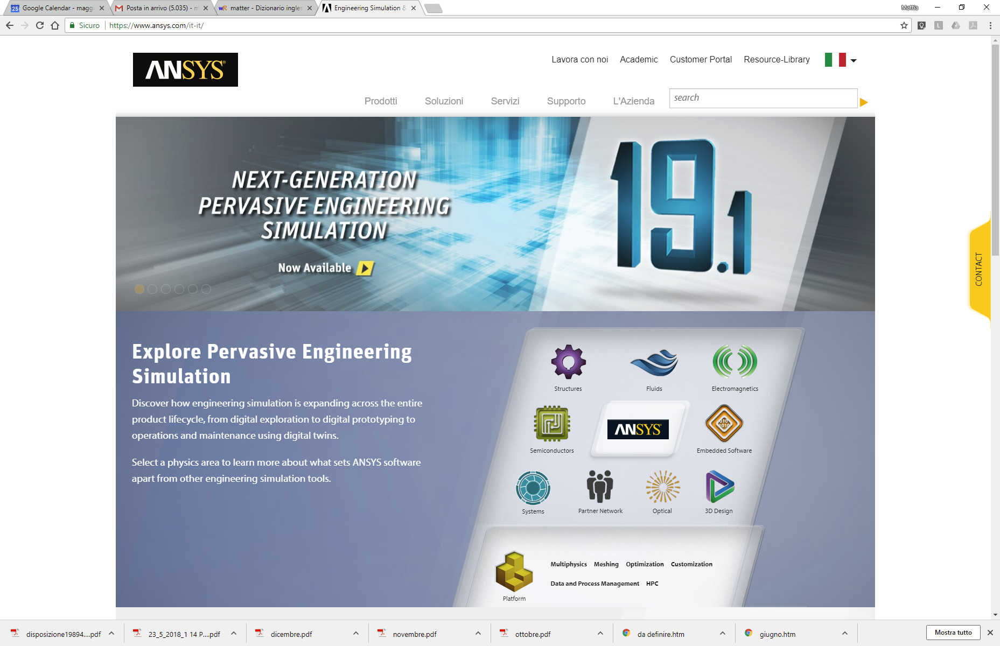 25 Google Calendar - magg
Posta in arrivo (5.035) - m
WR matter - Dizionario ingles
Engineering Simulation &
Mattia
Sicuro
https://www.ansys.com/it-it/
L
ANSYS®
Lavora con noi
Academic
Customer Portal
Resource-Library
Prodotti
Soluzioni
Servizi
Supporto
L'Azienda
search
NEXT-GENERATION
PERVASIVE ENGINEERING
SIMULATION
Now Available
19.1
CONTACT
Explore Pervasive Engineering
Simulation
Discover how engineering simulation is expanding across the entire
product lifecycle, from digital exploration to digital prototyping to
operations and maintenance using digital twins.
Select a physics area to learn more about what sets ANSYS software
apart from other engineering simulation tools.
Structures
Fluids
Electromagnetics
Semiconductors
ANSYS®
010
1010
Embedded Software
Systems
Partner Network
Optical
3D Design
Platform
Multiphysics Meshing Optimization Customization
Data and Process Management HPC
disposizione19894....pdf
23_5_2018_1 14 P....pdf
dicembre.pdf
novembre.pdf
ottobre.pdf
da definire.htm
giugno.htm
Mostra tutto